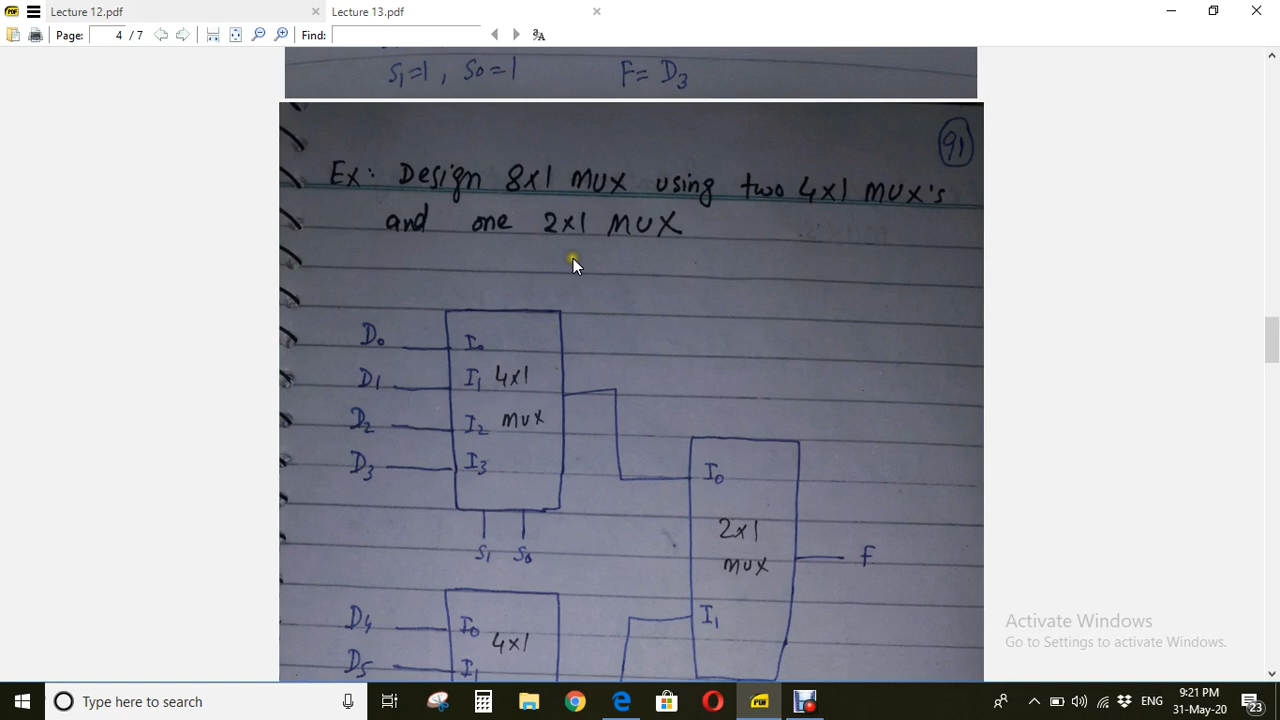 Lecture 12.pdf
Lecture 13.pdf
Page: 4 / 7 Find:
S1=1, S0=1 F= D3
91
Ex: Design 8x1 MUX using two 4x1 MUX's
and one 2x1 MUX
D0 I0
D1 I1 4x1
D2 I2 MUX
D3 I3
I0
2x1
MUX
F
S1 S0
I1
D4 I0 4x1
D5 I1
Activate Windows
Go to Settings to activate Windows.
Type here to search
ENG
9:21 PM
31-May-20
23